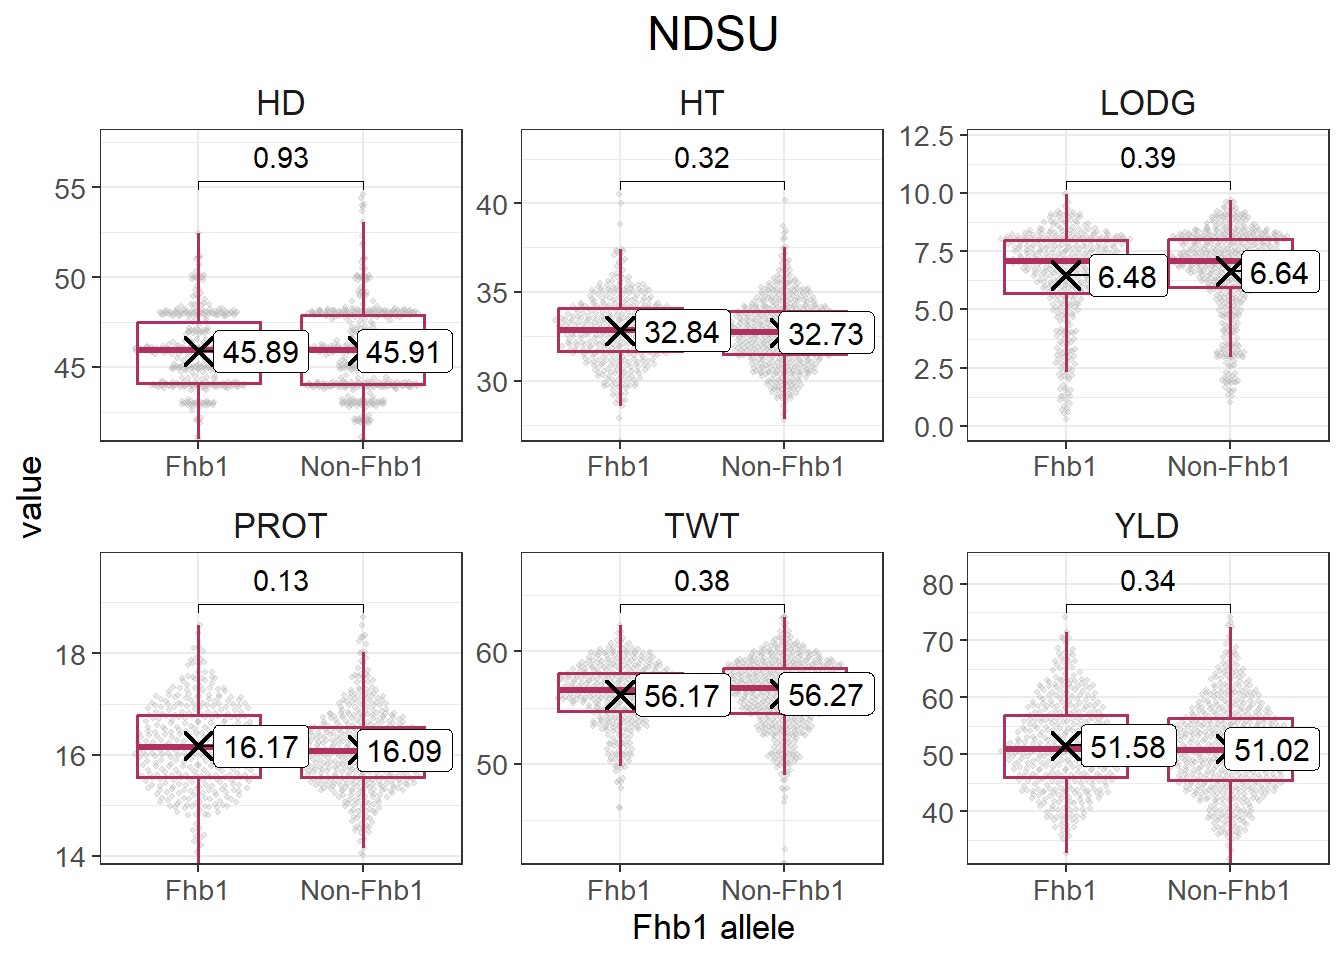 NDSU
HD
HT
LODG
0.93
0.32
0.39
55
50
45
40
35
30
12.5
10.0
7.5
5.0
2.5
0.0
45.89
45.91
32.84
32.73
6.48
6.64
Fhb1
Non-Fhb1
Fhb1
Non-Fhb1
Fhb1
Non-Fhb1
value
PROT
TWT
YLD
0.13
0.38
0.34
18
16
14
60
50
80
70
60
50
40
16.17
16.09
56.17
56.27
51.58
51.02
Fhb1
Non-Fhb1
Fhb1
Non-Fhb1
Fhb1
Non-Fhb1
Fhb1 allele